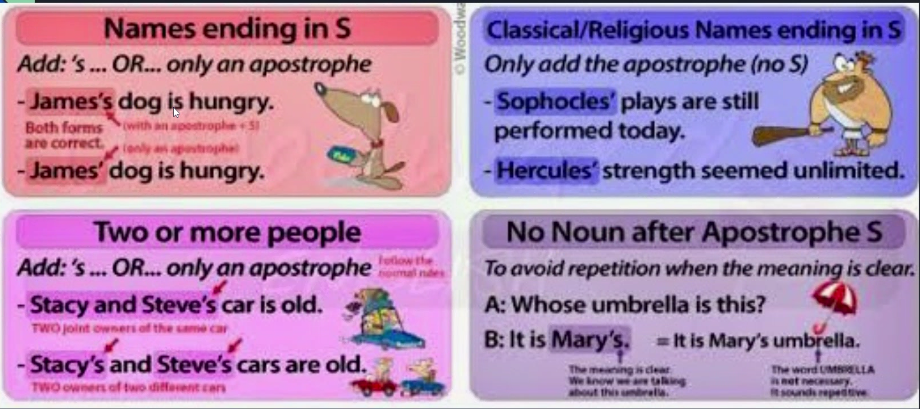 Names ending in S
Add: 's ... OR... only an apostrophe
- James's dog is hungry.
Both forms
are correct.
(with an apostrophe + S)
(only an apostrophe)
- James' dog is hungry.
© Woodwa
Classical/Religious Names ending in S
Only add the apostrophe (no S)
- Sophocles' plays are still
performed today.
- Hercules' strength seemed unlimited.
Two or more people
Add: 's ... OR... only an apostrophe
Follow the
normal rules
- Stacy and Steve's car is old.
TWO joint owners of the same car
- Stacy's and Steve's cars are old.
TWO owners of two different cars
No Noun after Apostrophe S
To avoid repetition when the meaning is clear.
A: Whose umbrella is this?
B: It is Mary's. = It is Mary's umbrella.
The meaning is clear.
We know we are talking
about this umbrella.
The word UMBRELLA
is not necessary.
It sounds repetitive.